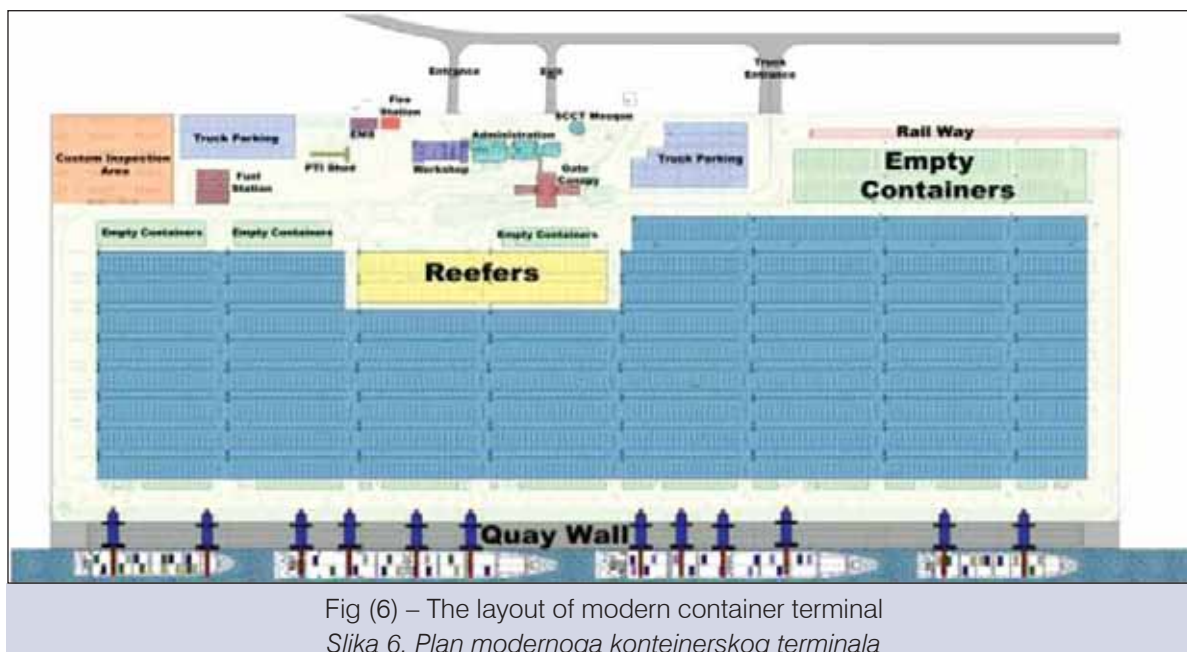 Entrance
Exit
Truck
Entrance
Fire
Station
EMS
SCCT Mosque
Truck Parking
Administration
Rail Way
Custom Inspection
Area
PTI Shed
Workshop
Truck Parking
Empty
Containers
Fuel
Station
Gate
Canopy
Empty Containers
Empty Containers
Empty Containers
Reefers
Quay Wall
Fig (6) – The layout of modern container terminal
Slika 6. Plan modernoga kontejnerskog terminala